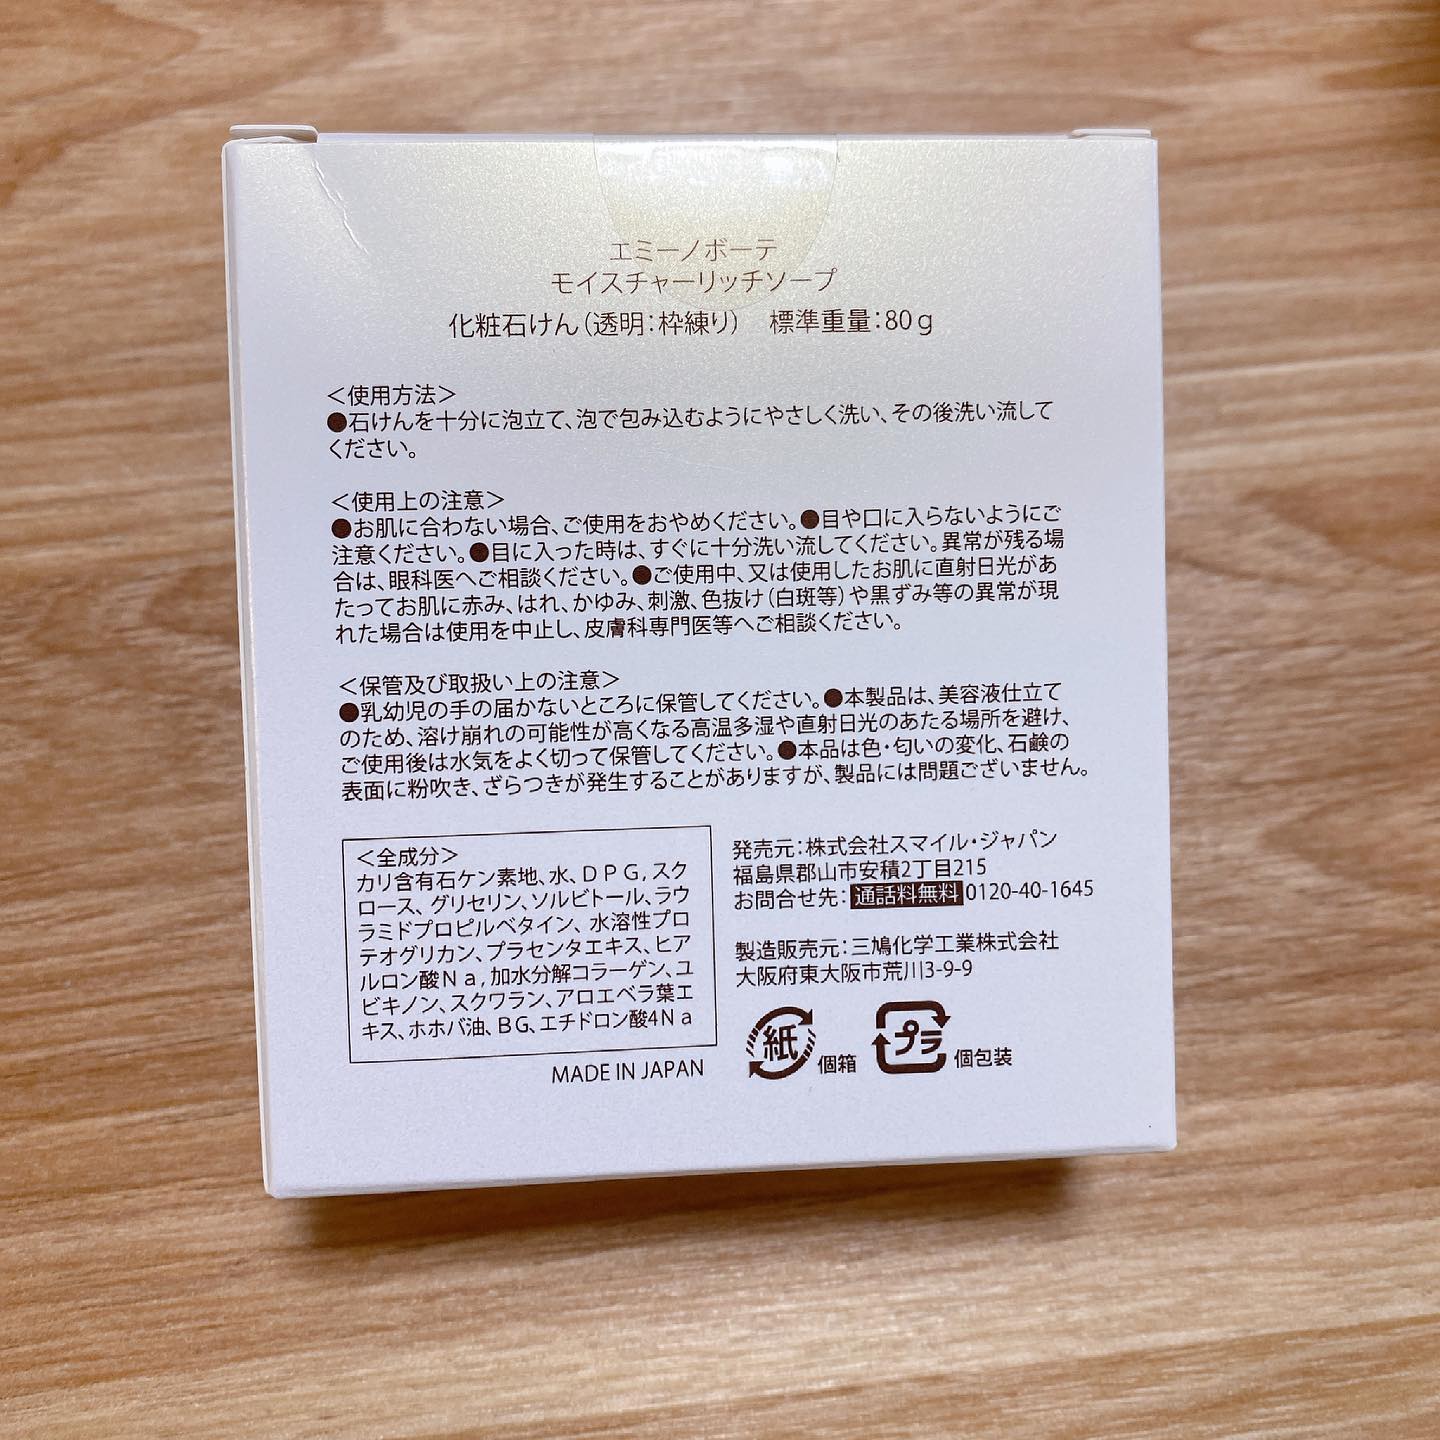 エミーノボーテ
モイスチャーリッチソープ
化粧石けん(透明:枠練り) 標準重量:80g
＜使用方法＞
●石けんを十分に泡立て、泡で包み込むようにやさしく洗い、その後洗い流して
ください。
＜使用上の注意＞
●お肌に合わない場合、ご使用をおやめください。●目や口に入らないようにご
注意ください。●目に入った時は、すぐに十分洗い流してください。異常が残る場
合は、眼科医へご相談ください。●ご使用中、又は使用したお肌に直射日光があ
たってお肌に赤み、はれ、かゆみ、刺激、色抜け(白斑等)や黒ずみ等の異常が現
れた場合は使用を中止し、皮膚科専門医等へご相談ください。
＜保管及び取扱い上の注意＞
●乳幼児の手の届かないところに保管してください。●本製品は、美容液仕立て
のため、溶け崩れの可能性が高くなる高温多湿や直射日光のあたる場所を避け、
ご使用後は水気をよく切って保管してください。●本品は色・匂いの変化、石鹸の
表面に粉吹き、ざらつきが発生することがありますが、製品には問題ございません。
＜全成分＞
カリ含有石ケン素地、水、DPG,スク
ロース、グリセリン、ソルビトール、ラウ
ラミドプロピルベタイン、水溶性プロ
テオグリカン、プラセンタエキス、ヒア
ルロン酸Na,加水分解コラーゲン、ユ
ビキノン、スクワラン、アロエベラ葉エ
キス、ホホバ油、BG、エチドロン酸4Na
MADE IN JAPAN
発売元:株式会社スマイル・ジャパン
福島県郡山市安積2丁目215
お問合せ先:通話料無料0120-40-1645
製造販売元:三鳩化学工業株式会社
大阪府東大阪市荒川3-9-9
紙 個箱 プラ 個包装